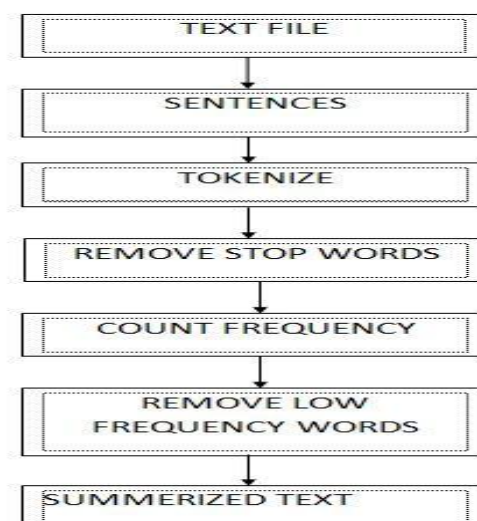 TEXT FILE
SENTENCES
TOKENIZE
REMOVE STOP WORDS
COUNT FREQUENCY
REMOVE LOW
FREQUENCY WORDS
SUMMERIZED TEXT